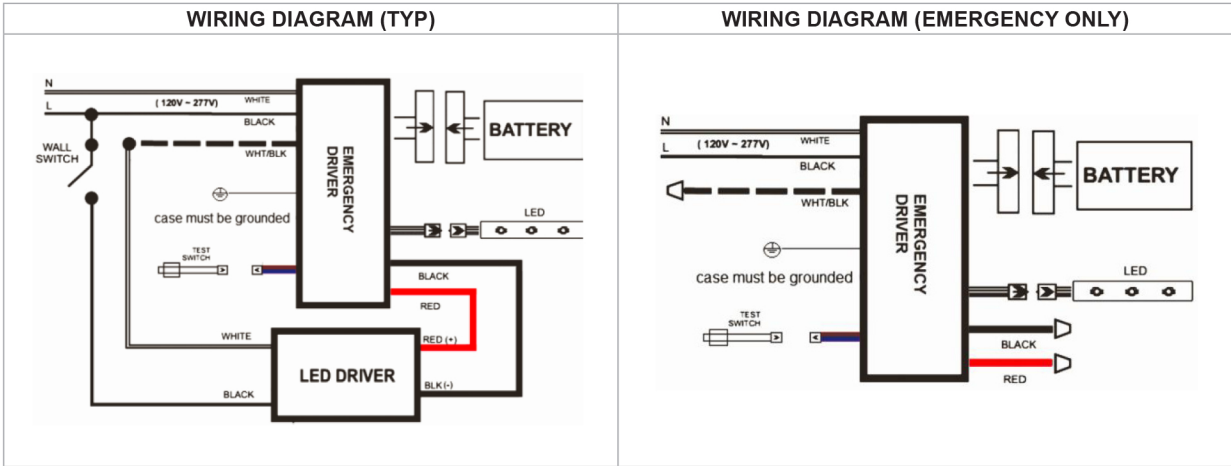 WIRING DIAGRAM (TYP)
N
L
( 120V ~ 277V)
WHITE
BLACK
WALL
SWITCH
WHT/BLK
EMERGENCY
DRIVER
BATTERY
case must be grounded
LED
TEST
SWITCH
BLACK
RED
WHITE
RED (+)
LED DRIVER
BLK (-)
BLACK
WIRING DIAGRAM (EMERGENCY ONLY)
N
L
( 120V ~ 277V)
WHITE
BLACK
WHT/BLK
EMERGENCY
DRIVER
BATTERY
case must be grounded
LED
TEST
SWITCH
BLACK
RED